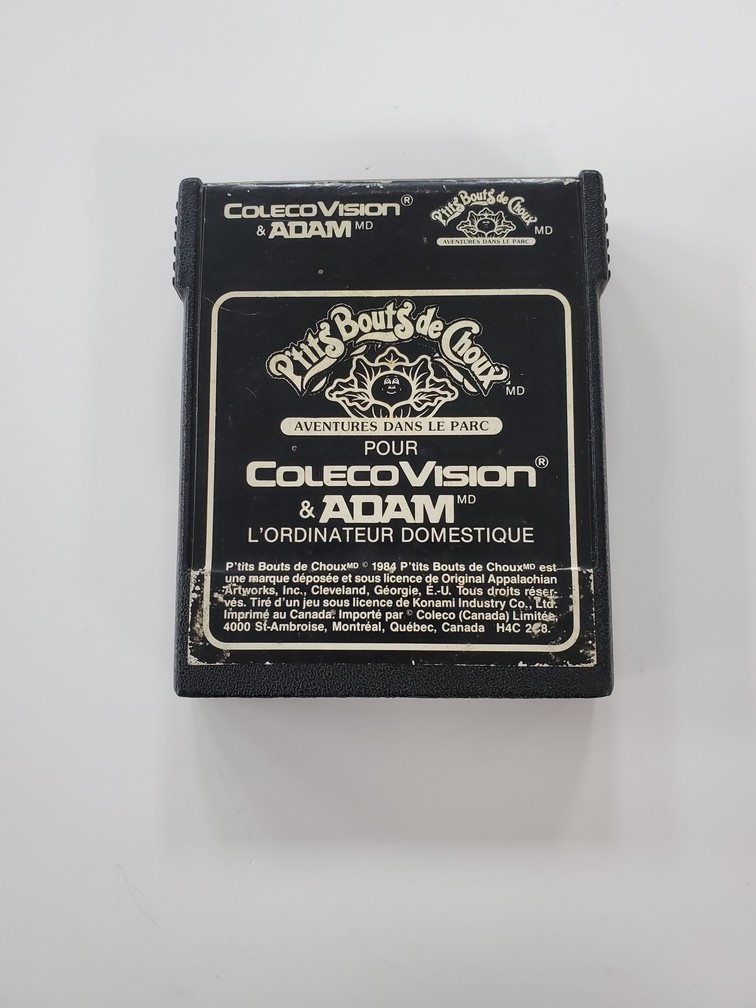 COLECOVISION®
& ADAM MD
P'tits Bouts de Choux MD
AVENTURES DANS LE PARC
P'tits Bouts de Choux MD
AVENTURES DANS LE PARC
POUR
COLECOVISION®
& ADAM MD
L'ORDINATEUR DOMESTIQUE
P'tits Bouts de Choux MD © 1984 P'tits Bouts de Choux MD est
une marque déposée et sous licence de Original Appalachian
Artworks, Inc., Cleveland, Géorgie, É.-U. Tous droits réser-
vés. Tiré d'un jeu sous licence de Konami Industry Co., Ltd.
Imprimé au Canada. Importé par © Coleco (Canada) Limitée,
4000 St-Ambroise, Montréal, Québec, Canada H4C